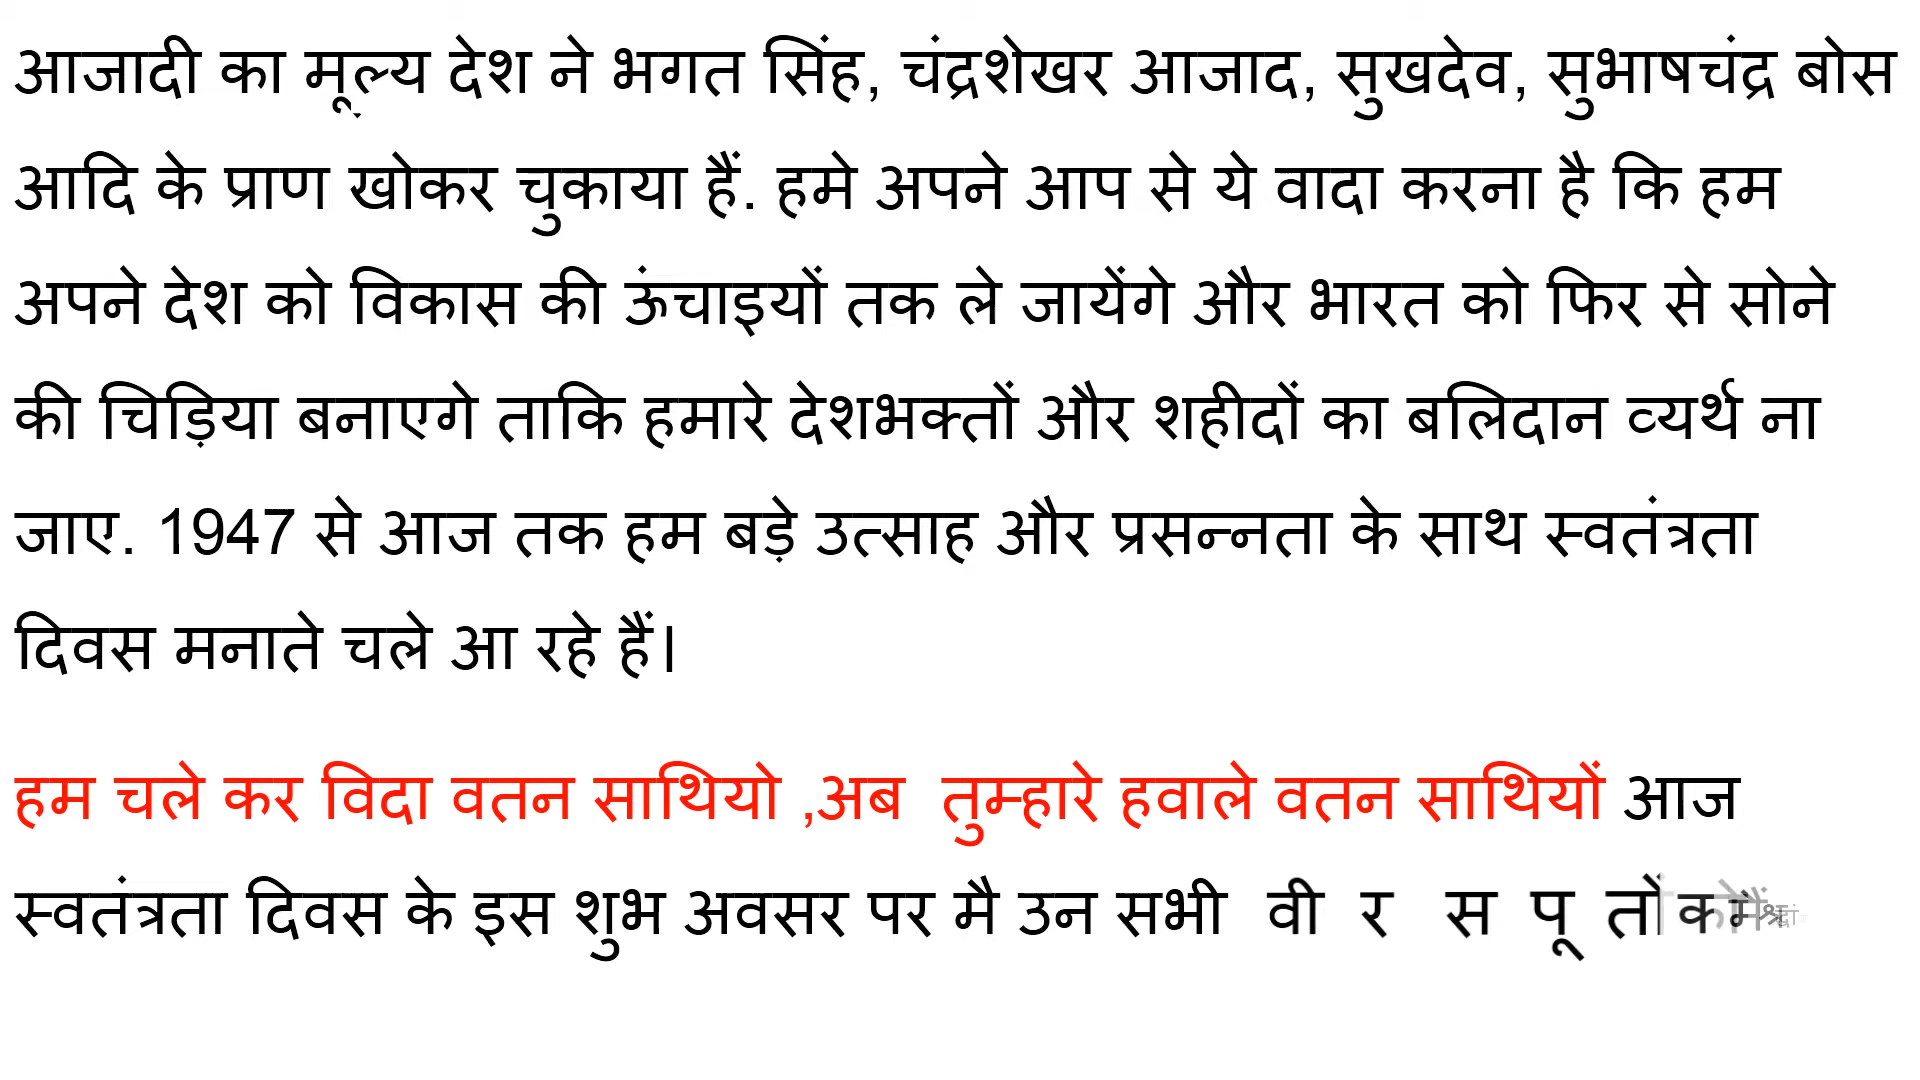 आजादी का मूल्य देश ने भगत सिंह, चंद्रशेखर आजाद, सुखदेव, सुभाषचंद्र बोस
आदि के प्राण खोकर चुकाया हैं. हमे अपने आप से ये वादा करना है कि हम
अपने देश को विकास की ऊंचाइयों तक ले जायेंगे और भारत को फिर से सोने
की चिड़िया बनाएगे ताकि हमारे देशभक्तों और शहीदों का बलिदान व्यर्थ ना
जाए. 1947 से आज तक हम बड़े उत्साह और प्रसन्नता के साथ स्वतंत्रता
दिवस मनाते चले आ रहे हैं।
हम चले कर विदा वतन साथियो ,अब तुम्हारे हवाले वतन साथियों आज
स्वतंत्रता दिवस के इस शुभ अवसर पर मै उन सभी वीर सपूतों को मैं